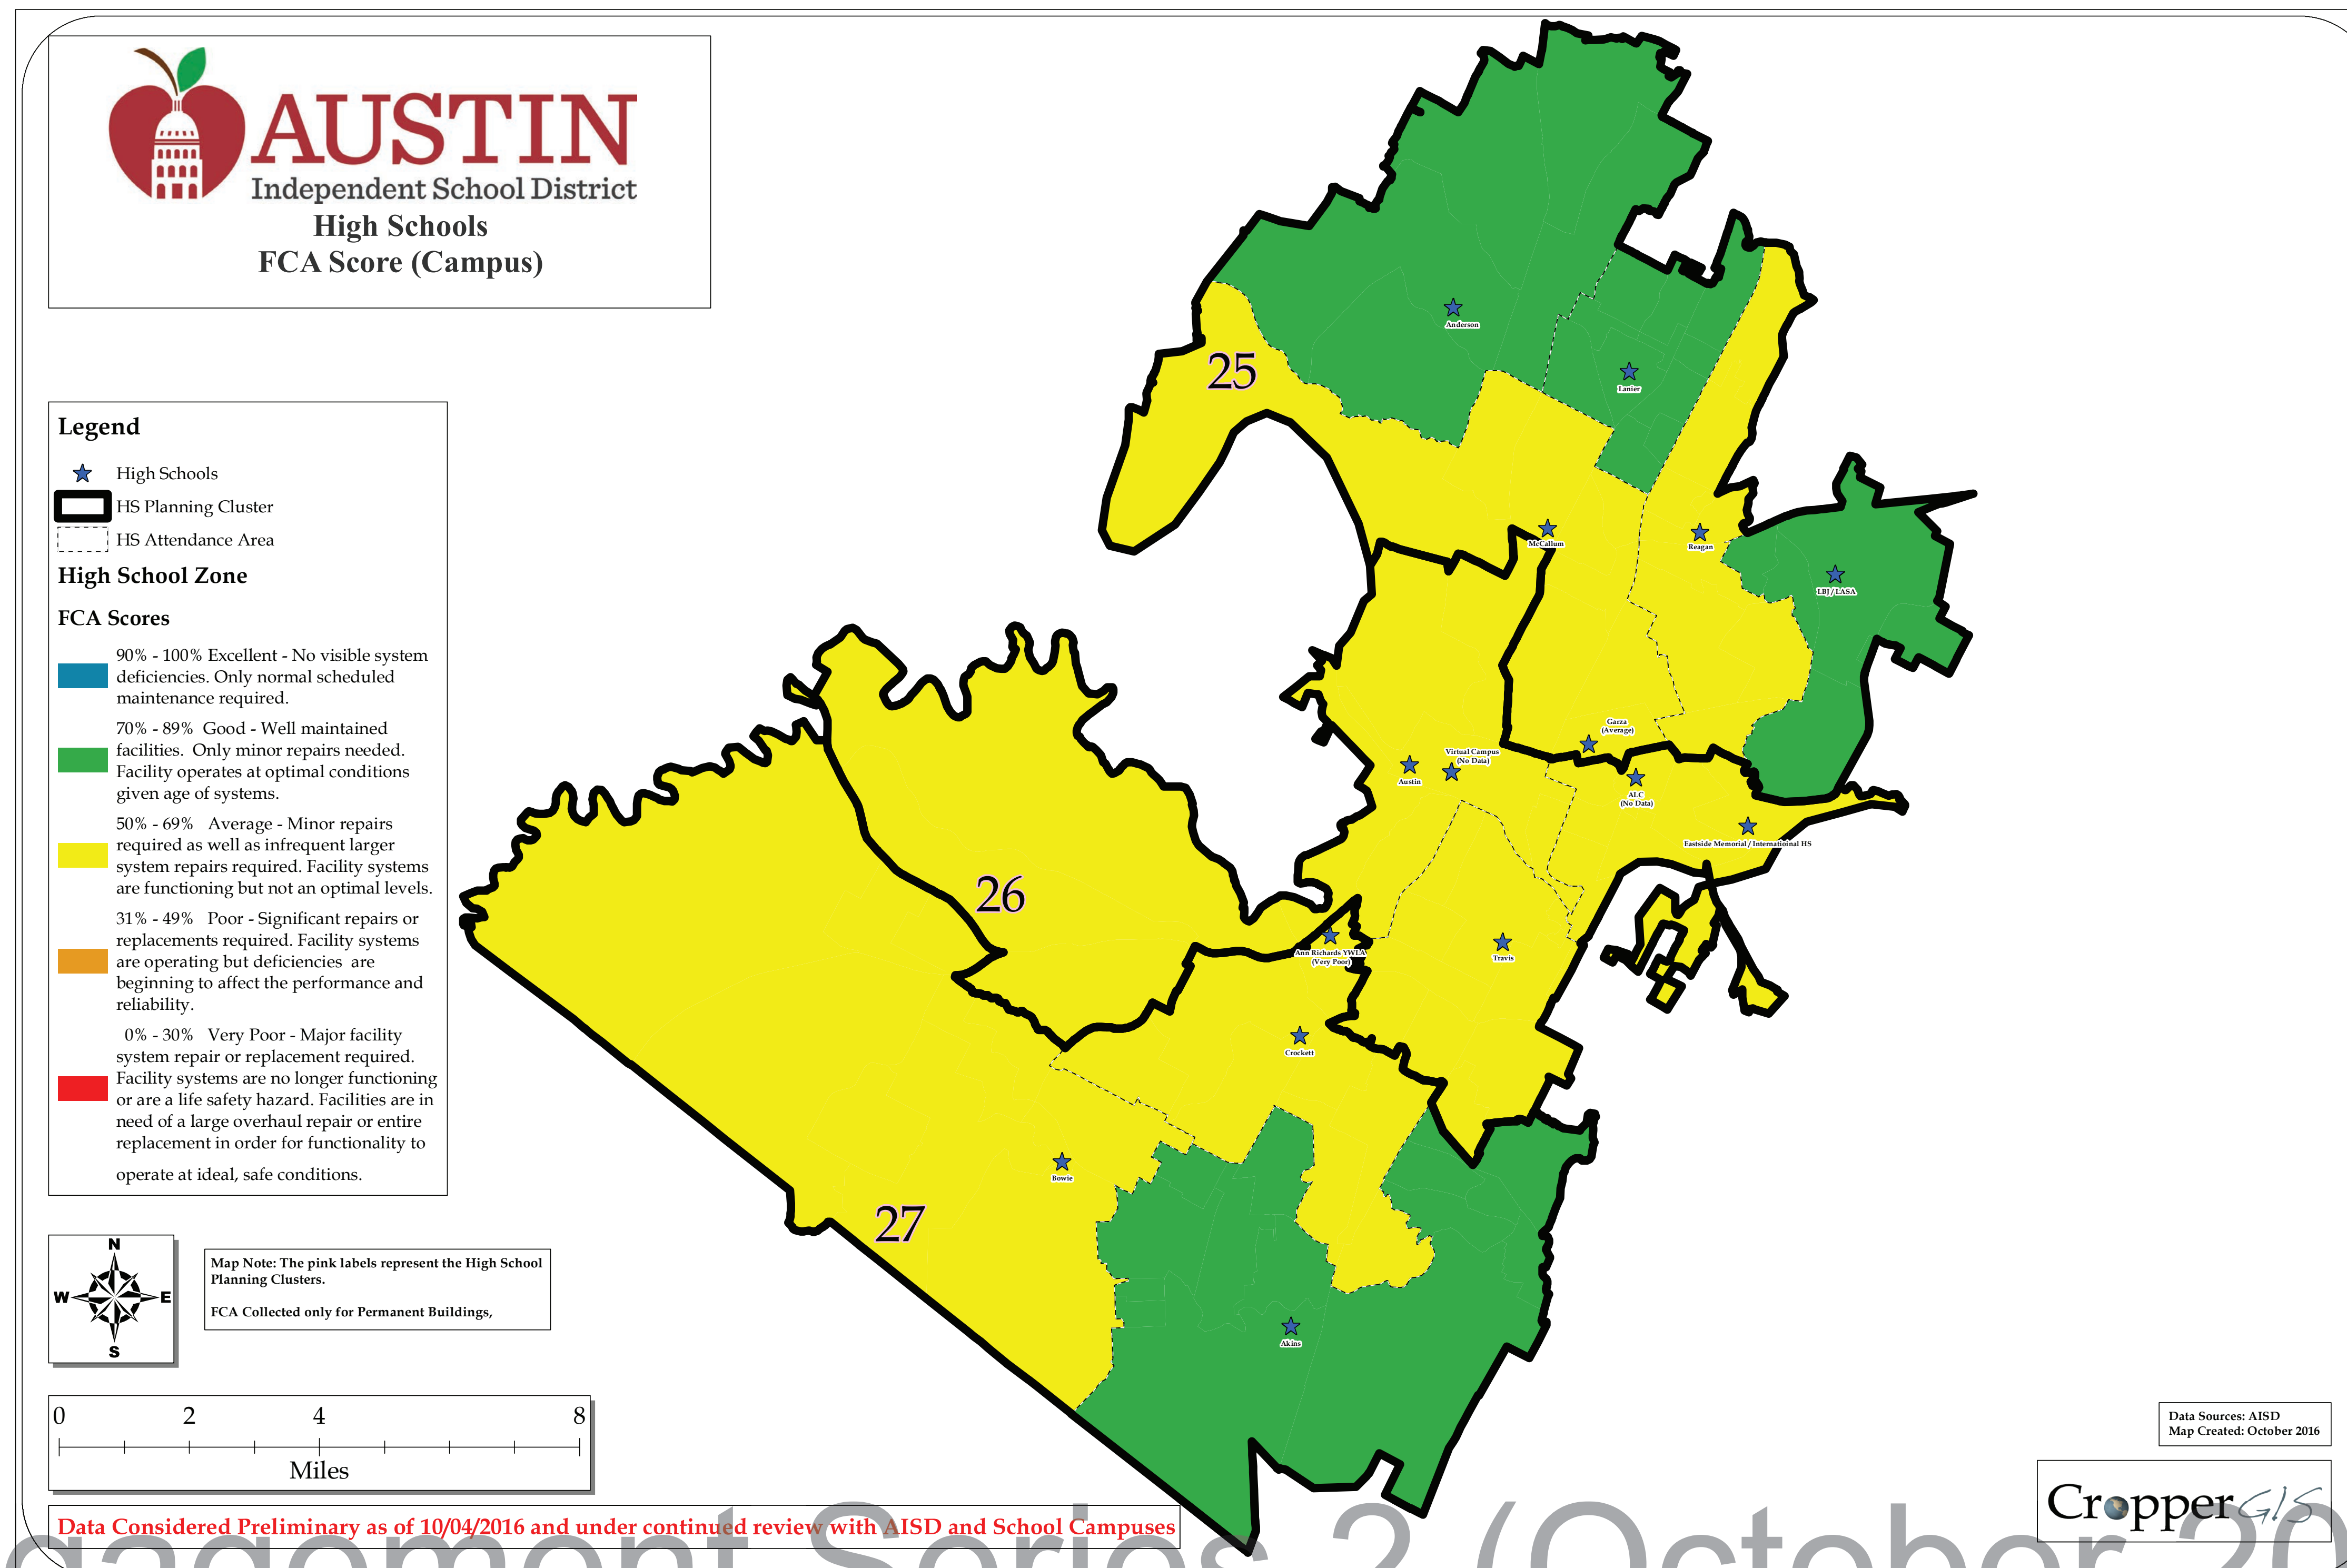 AUSTIN
Independent School District
High Schools
FCA Score (Campus)
Legend
High Schools
HS Planning Cluster
HS Attendance Area
High School Zone
FCA Scores
90% - 100% Excellent - No visible system
deficiencies. Only normal scheduled
maintenance required.
70% - 89% Good - Well maintained
facilities. Only minor repairs needed.
Facility operates at optimal conditions
given age of systems.
50% - 69% Average - Minor repairs
required as well as infrequent larger
system repairs required. Facility systems
are functioning but not an optimal levels.
31% - 49% Poor - Significant repairs or
replacements required. Facility systems
are operating but deficiencies are
beginning to affect the performance and
reliability.
0% - 30% Very Poor - Major facility
system repair or replacement required.
Facility systems are no longer functioning
or are a life safety hazard. Facilities are in
need of a large overhaul repair or entire
replacement in order for functionality to
operate at ideal, safe conditions.
N
W E
S
Map Note: The pink labels represent the High School
Planning Clusters.
FCA Collected only for Permanent Buildings,
0 2 4 8
Miles
Data Considered Preliminary as of 10/04/2016 and under continued review with AISD and School Campuses
Anderson
25
Lanier
McCallum
Reagan
LBJ / LASA
Garza
(Average)
Virtual Campus
(No Data)
Austin
ALC
(No Data)
Eastside Memorial / International HS
26
Ann Richards YWLA
(Very Poor)
Travis
Crockett
Bowie
27
Akins
Data Sources: AISD
Map Created: October 2016
Cropper GIS
gagement Series 2 (October 20